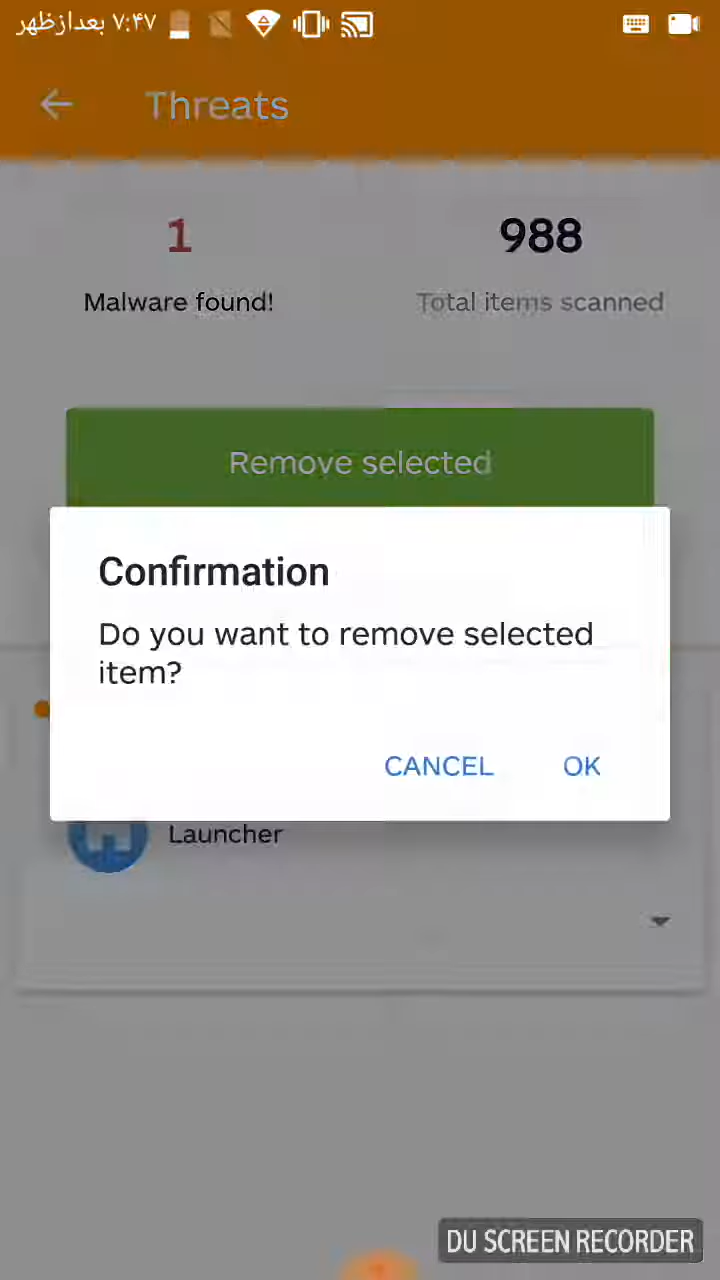 ۷:۴۷ بعدازظهر
Threats
1
988
Malware found!
Total items scanned
Remove selected
Confirmation
Do you want to remove selected
item?
CANCEL
OK
Launcher
DU SCREEN RECORDER